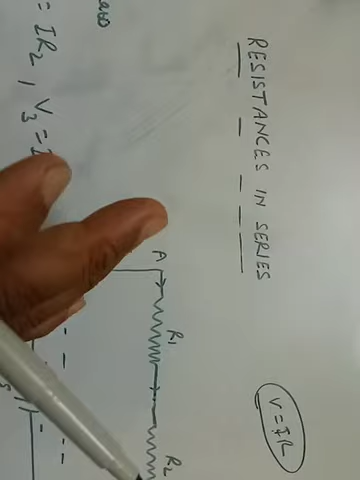 RESISTANCES IN SERIES
V = IR
A R₁ R₂
= IR₂ , V₃ =